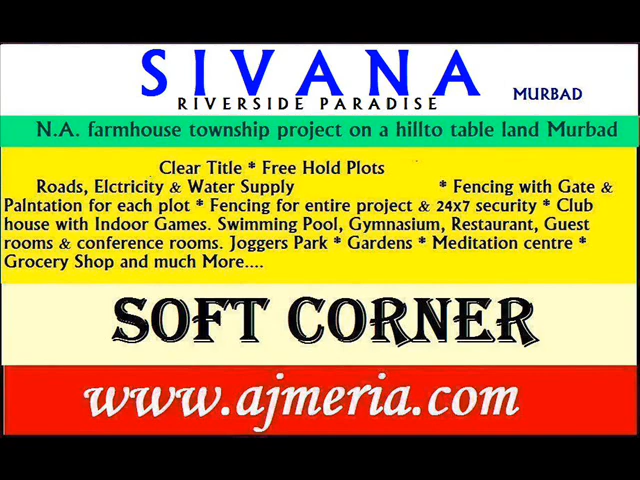 SIVANA
RIVERSIDE PARADISE
MURBAD
N.A. farmhouse township project on a hillto table land Murbad
Clear Title * Free Hold Plots
Roads, Elctricity & Water Supply * Fencing with Gate &
Palntation for each plot * Fencing for entire project & 24x7 security * Club
house with Indoor Games. Swimming Pool, Gymnasium, Restaurant, Guest
rooms & conference rooms. Joggers Park * Gardens * Meditation centre *
Grocery Shop and much More....
SOFT CORNER
www.ajmeria.com